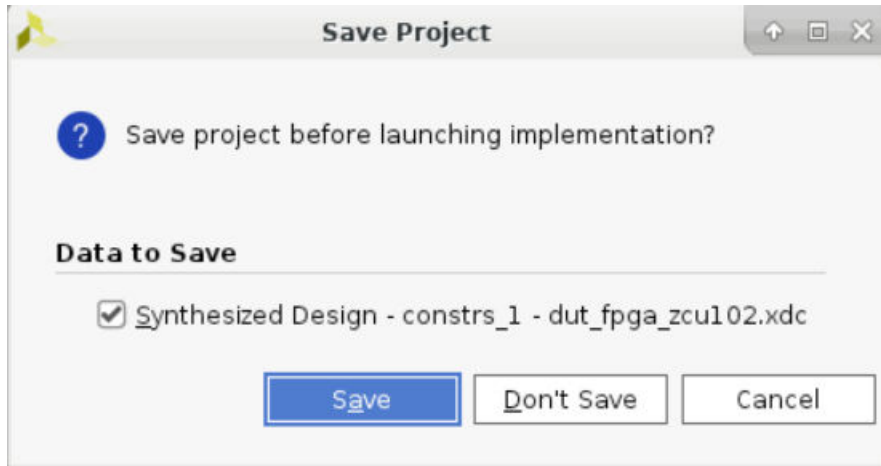 Save Project
Save project before launching implementation?
Data to Save
Synthesized Design - constrs_1 - dut_fpga_zcu102.xdc
Save Don't Save Cancel